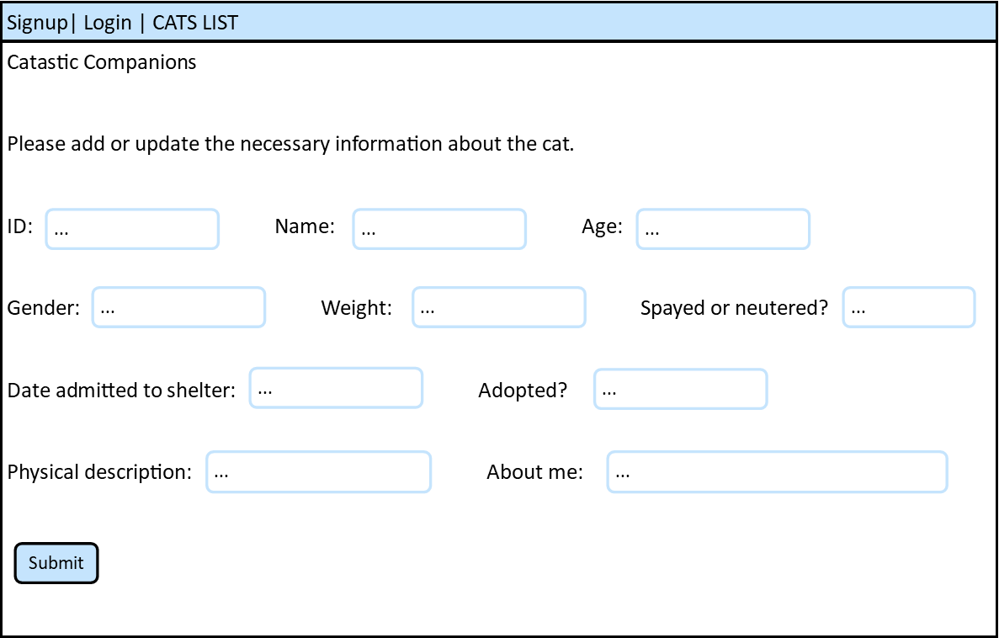 Signup| Login | CATS LIST
Catastic Companions
Please add or update the necessary information about the cat.
ID: ... Name: ... Age: ...
Gender: ... Weight: ... Spayed or neutered? ...
Date admitted to shelter: ... Adopted? ...
Physical description: ... About me: ...
Submit